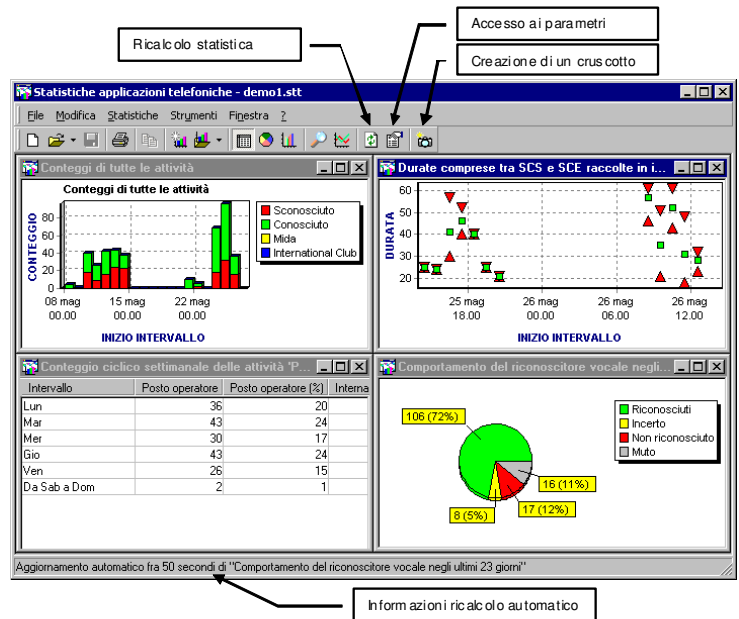 Accesso ai parametri
Ricalcolo statistica
Creazione di un cruscotto
Statistiche applicazioni telefoniche - demo1.stt
File Modifica Statistiche Strumenti Finestra ?
Conteggi di tutte le attività
Conteggi di tutte le attività
CONTEGGIO
80
60
40
20
0
08 mag 00.00
15 mag 00.00
22 mag 00.00
INIZIO INTERVALLO
Sconosciuto
Conosciuto
Mida
International Club
Durate comprese tra SCS e SCE raccolte in i...
DURATA
60
50
40
30
20
25 mag 18.00
26 mag 00.00
26 mag 06.00
26 mag 12.00
INIZIO INTERVALLO
Conteggio ciclico settimanale delle attività 'P...
Intervallo Posto operatore Posto operatore (%) Interna
Lun 36 20
Mar 43 24
Mer 30 17
Gio 43 24
Ven 26 15
Da Sab a Dom 2 1
Comportamento del riconoscitore vocale negli...
106 (72%)
16 (11%)
17 (12%)
8 (5%)
Riconosciuti
Incerto
Non riconosciuto
Muto
Aggiornamento automatico fra 50 secondi di "Comportamento del riconoscitore vocale negli ultimi 23 giorni"
Informazioni ricalcolo automatico